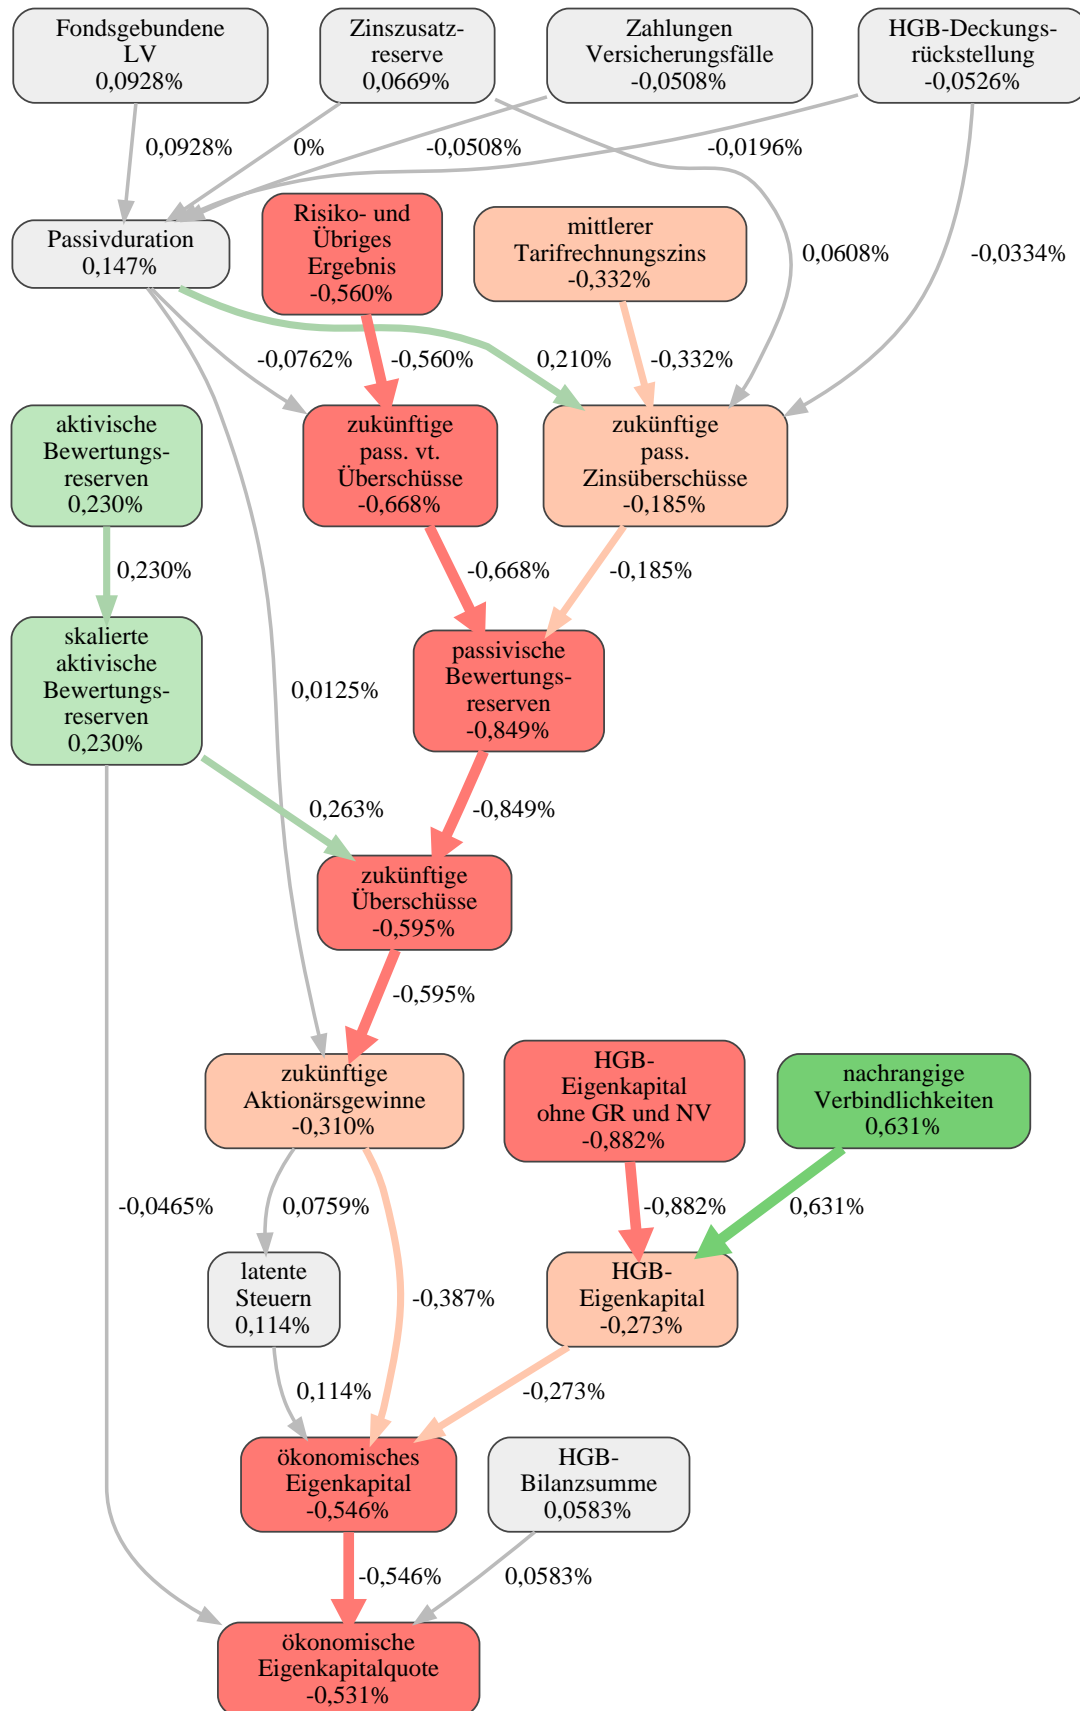 Fondsgebundene
LV
0,0928%
Zinszusatz-
reserve
0,0669%
Zahlungen
Versicherungsfälle
-0,0508%
HGB-Deckungs-
rückstellung
-0,0526%
0,0928%
0%
-0,0508%
-0,0196%
Passivduration
0,147%
Risiko- und
Übriges
Ergebnis
-0,560%
mittlerer
Tarifrechnungszins
-0,332%
0,0608%
-0,0334%
-0,0762%
-0,560%
0,210%
-0,332%
aktivische
Bewertungs-
reserven
0,230%
zukünftige
pass. vt.
Überschüsse
-0,668%
zukünftige
pass.
Zinsüberschüsse
-0,185%
0,230%
-0,668%
-0,185%
skalierte
aktivische
Bewertungs-
reserven
0,230%
0,0125%
passivische
Bewertungs-
reserven
-0,849%
0,263%
-0,849%
zukünftige
Überschüsse
-0,595%
-0,595%
zukünftige
Aktionärsgewinne
-0,310%
HGB-
Eigenkapital
ohne GR und NV
-0,882%
nachrangige
Verbindlichkeiten
0,631%
-0,0465%
0,0759%
-0,882%
0,631%
latente
Steuern
0,114%
-0,387%
HGB-
Eigenkapital
-0,273%
0,114%
-0,273%
ökonomisches
Eigenkapital
-0,546%
HGB-
Bilanzsumme
0,0583%
-0,546%
0,0583%
ökonomische
Eigenkapitalquote
-0,531%